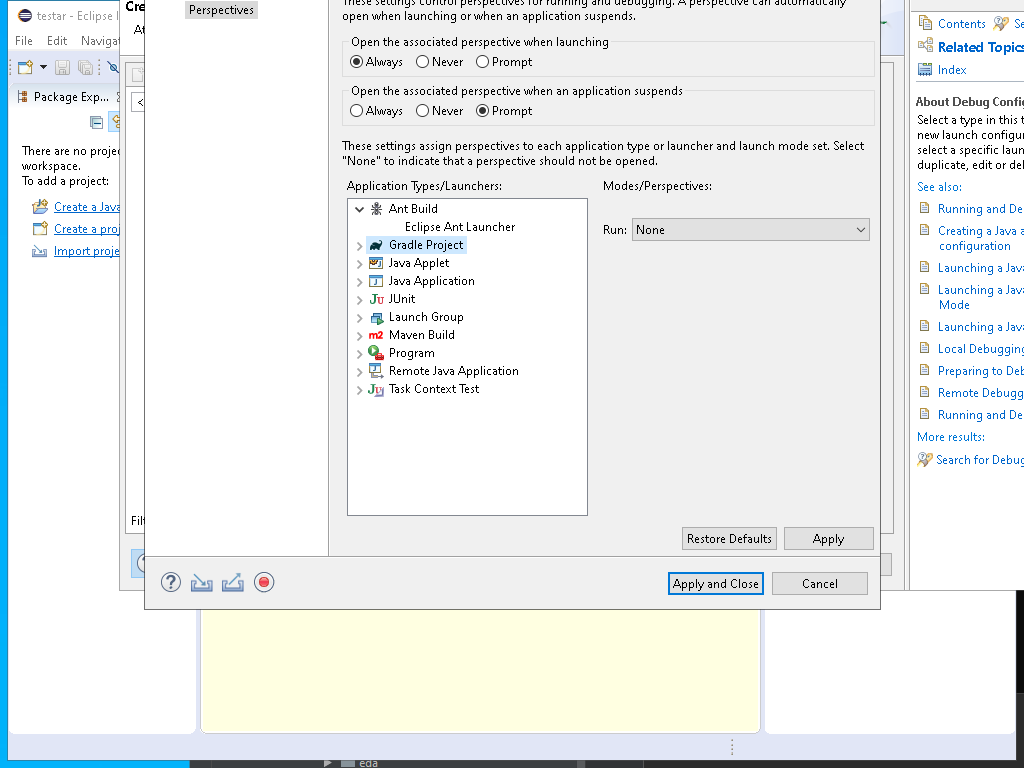 testar - Eclipse I
File Edit Navigat
Package Exp...
There are no proje
workspace.
To add a project:
Create a Java
Create a proj
Import proje
Cre
<
Filt
Perspectives
These settings control perspectives for running and debugging. A perspective can automatically
open when launching or when an application suspends.
Open the associated perspective when launching
Always Never Prompt
Open the associated perspective when an application suspends
Always Never Prompt
These settings assign perspectives to each application type or launcher and launch mode set. Select
"None" to indicate that a perspective should not be opened.
Application Types/Launchers:
Modes/Perspectives:
Ant Build
Eclipse Ant Launcher
Gradle Project
Java Applet
Java Application
JUnit
Launch Group
Maven Build
Program
Remote Java Application
Task Context Test
Run: None
Restore Defaults Apply
Apply and Close Cancel
Contents Se
Related Topics
Index
About Debug Config
Select a type in this t
new launch configur
select a specific laun
duplicate, edit or del
See also:
Running and De
Creating a Java a
configuration
Launching a Java
Launching a Java
Mode
Launching a Java
Local Debugging
Preparing to Deb
Remote Debugg
Running and De
More results:
Search for Debug
eda